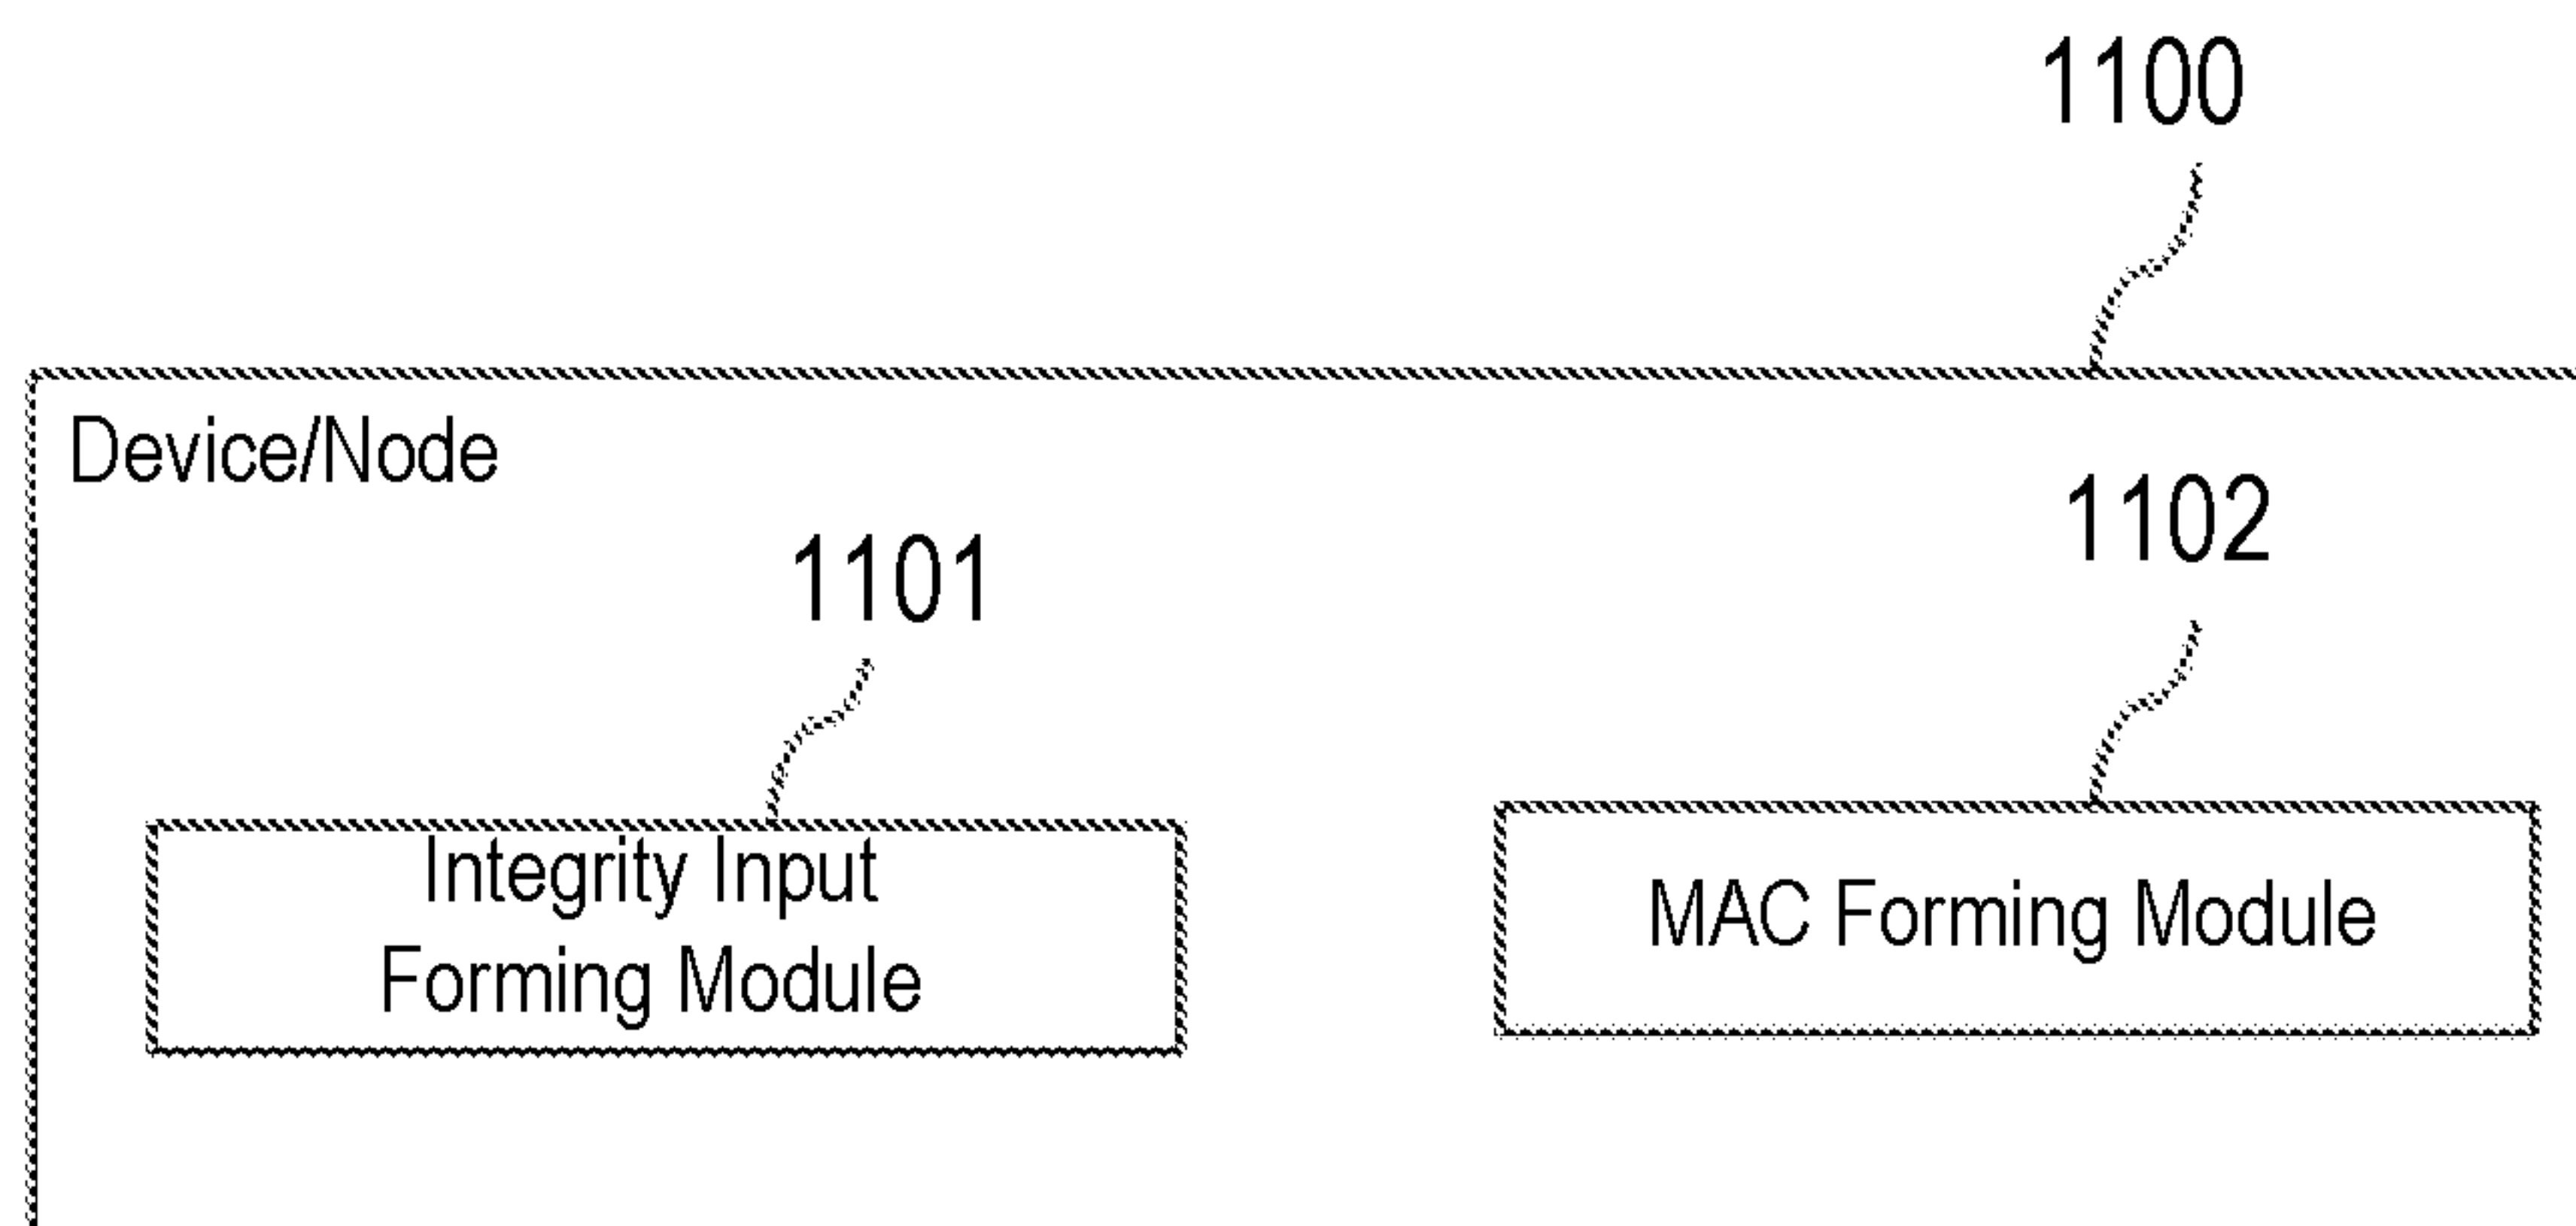 1100
Device/Node
1101
1102
Integrity Input
Forming Module
MAC Forming Module